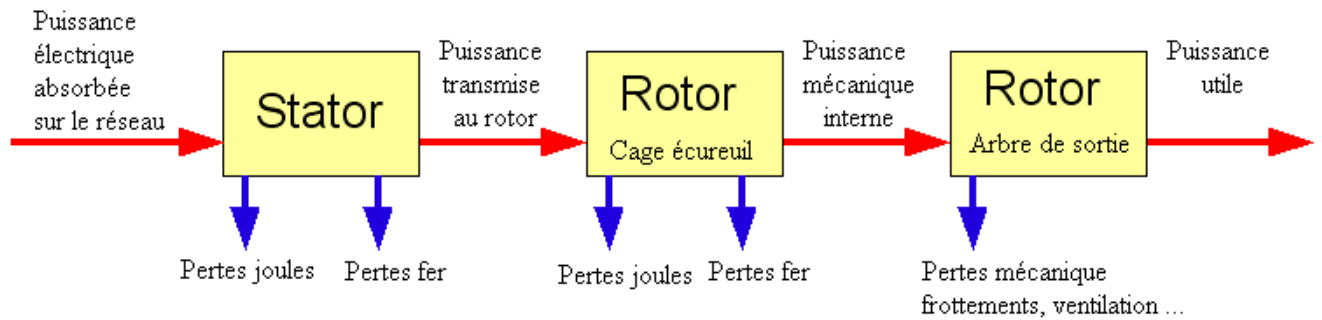 Puissance
électrique
absorbée
sur le réseau
Stator
Puissance
transmise
au rotor
Rotor
Cage écureuil
Puissance
mécanique
interne
Rotor
Arbre de sortie
Puissance
utile
Pertes joules
Pertes fer
Pertes joules
Pertes fer
Pertes mécanique
frottements, ventilation ...